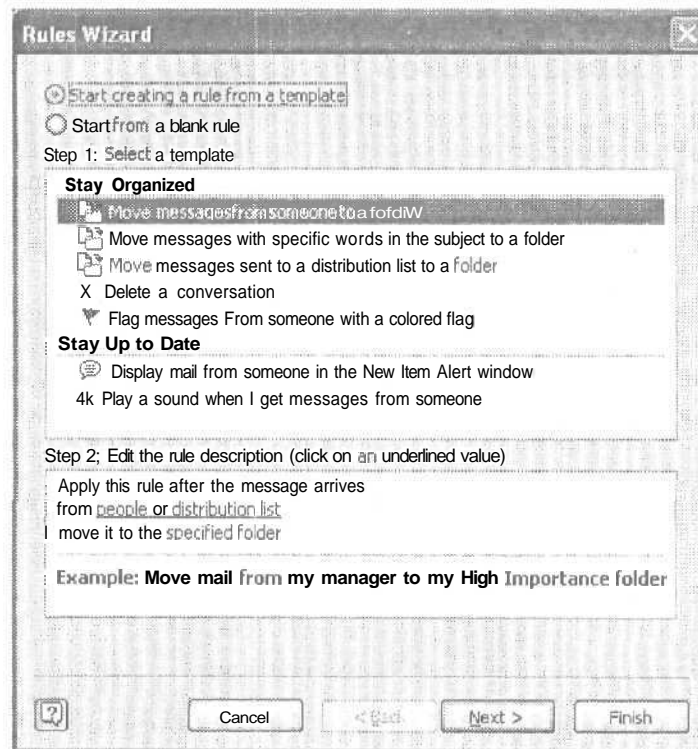 Rules Wizard
Start creating a rule from a template
Start from a blank rule
Step 1: Select a template
Stay Organized
Move messagesfromsomeonetoafofdiW
Move messages with specific words in the subject to a folder
Move messages sent to a distribution list to a folder
X Delete a conversation
Flag messages From someone with a colored flag
Stay Up to Date
Display mail from someone in the New Item Alert window
4k Play a sound when I get messages from someone
Step 2; Edit the rule description (click on an underlined value)
Apply this rule after the message arrives
from people or distribution list
I move it to the specified folder
Example: Move mail from my manager to my High Importance folder
? Cancel < Back Next > Finish